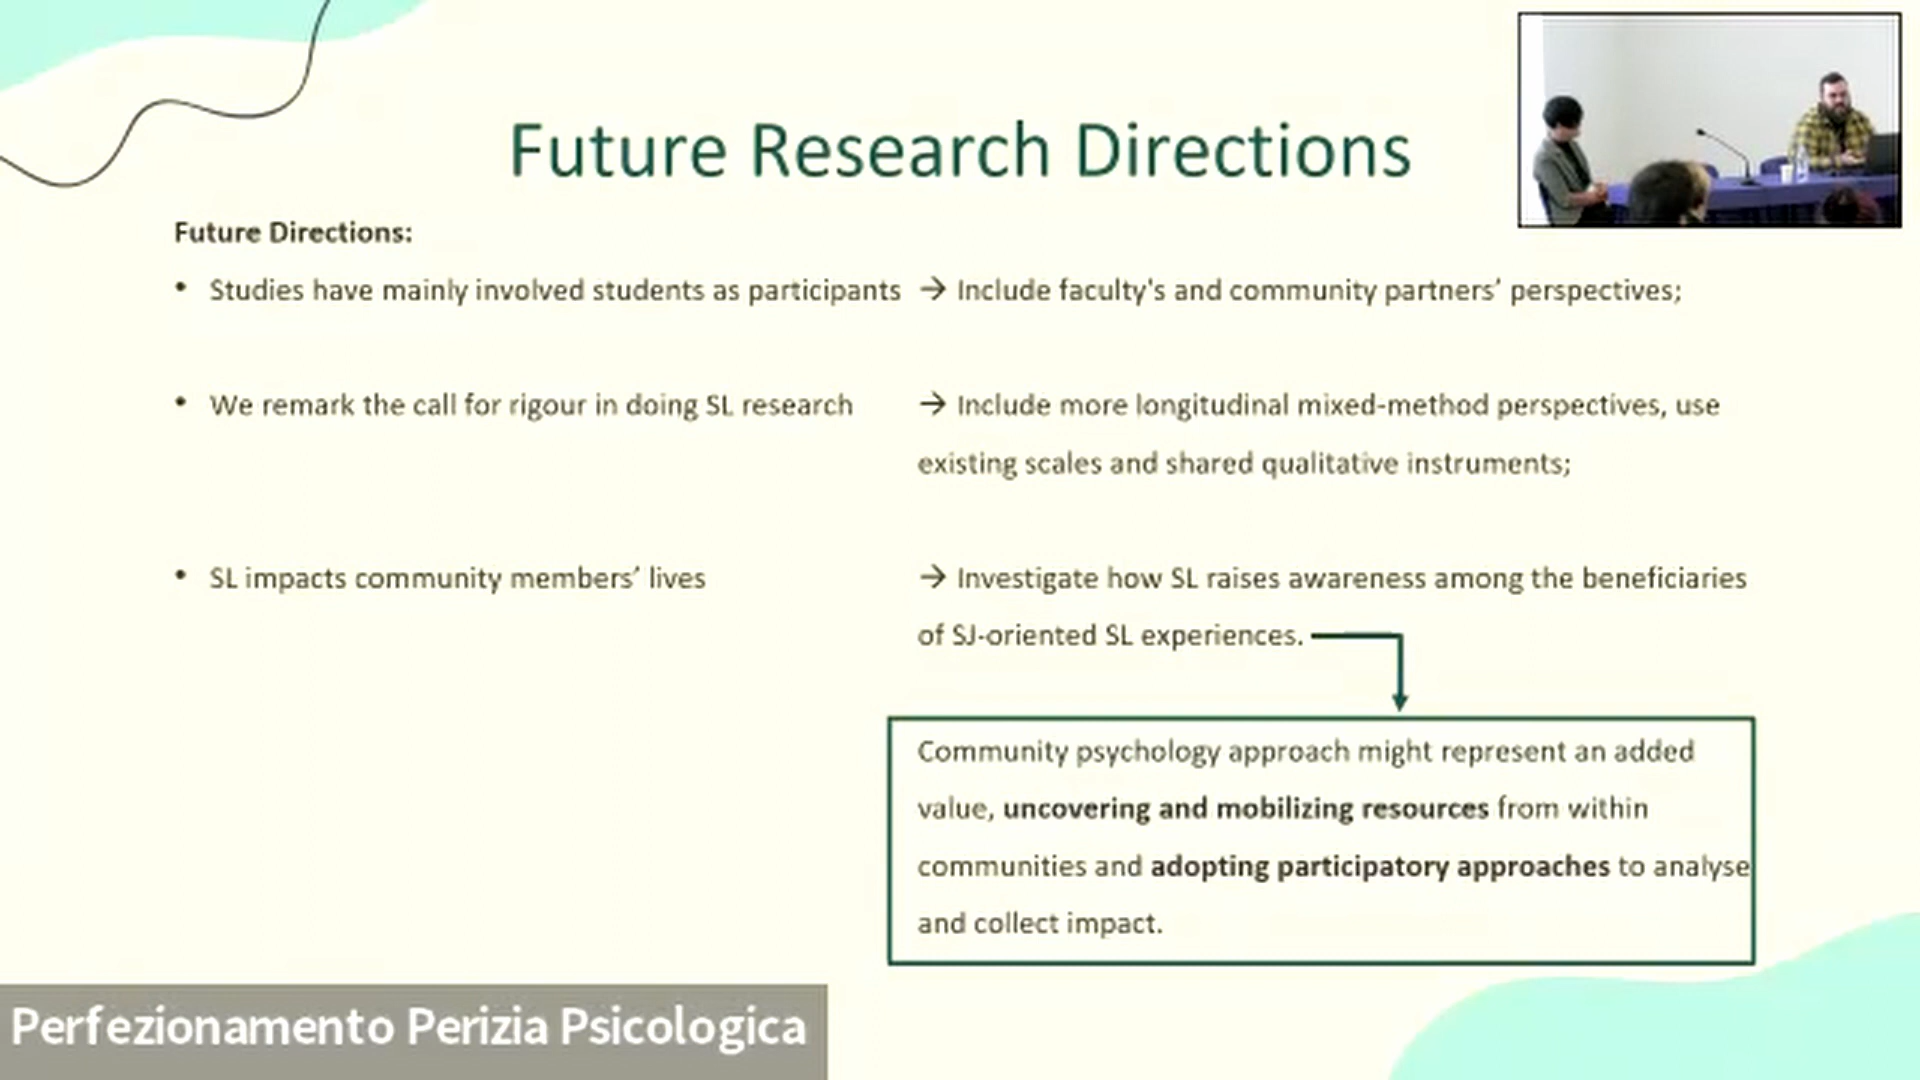 Future Research Directions
Future Directions:
• Studies have mainly involved students as participants → Include faculty's and community partners’ perspectives;
• We remark the call for rigour in doing SL research → Include more longitudinal mixed-method perspectives, use
existing scales and shared qualitative instruments;
• SL impacts community members’ lives → Investigate how SL raises awareness among the beneficiaries
of SJ-oriented SL experiences.
Community psychology approach might represent an added
value, uncovering and mobilizing resources from within
communities and adopting participatory approaches to analyse
and collect impact.
Perfezionamento Perizia Psicologica